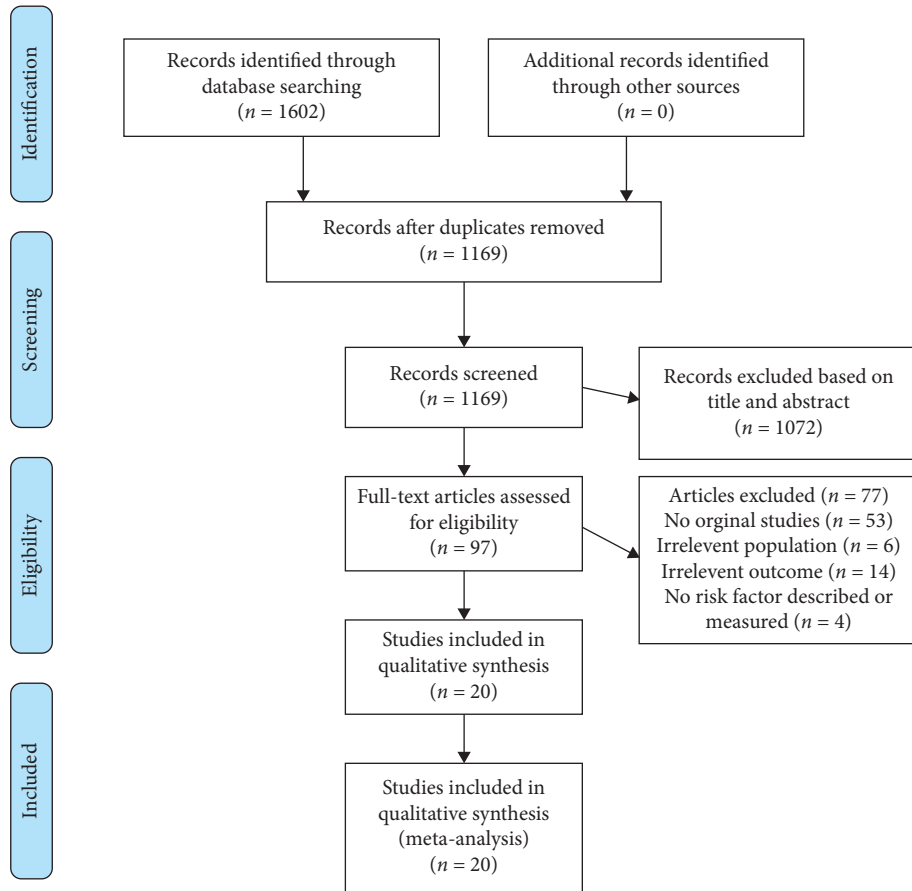 Identification
Records identified through
database searching
(n = 1602)
Additional records identified
through other sources
(n = 0)
Records after duplicates removed
(n = 1169)
Screening
Records screened
(n = 1169)
Records excluded based on
title and abstract
(n = 1072)
Eligibility
Full-text articles assessed
for eligibility
(n = 97)
Articles excluded (n = 77)
No orginal studies (n = 53)
Irrelevent population (n = 6)
Irrelevent outcome (n = 14)
No risk factor described or
measured (n = 4)
Studies included in
qualitative synthesis
(n = 20)
Included
Studies included in
qualitative synthesis
(meta-analysis)
(n = 20)